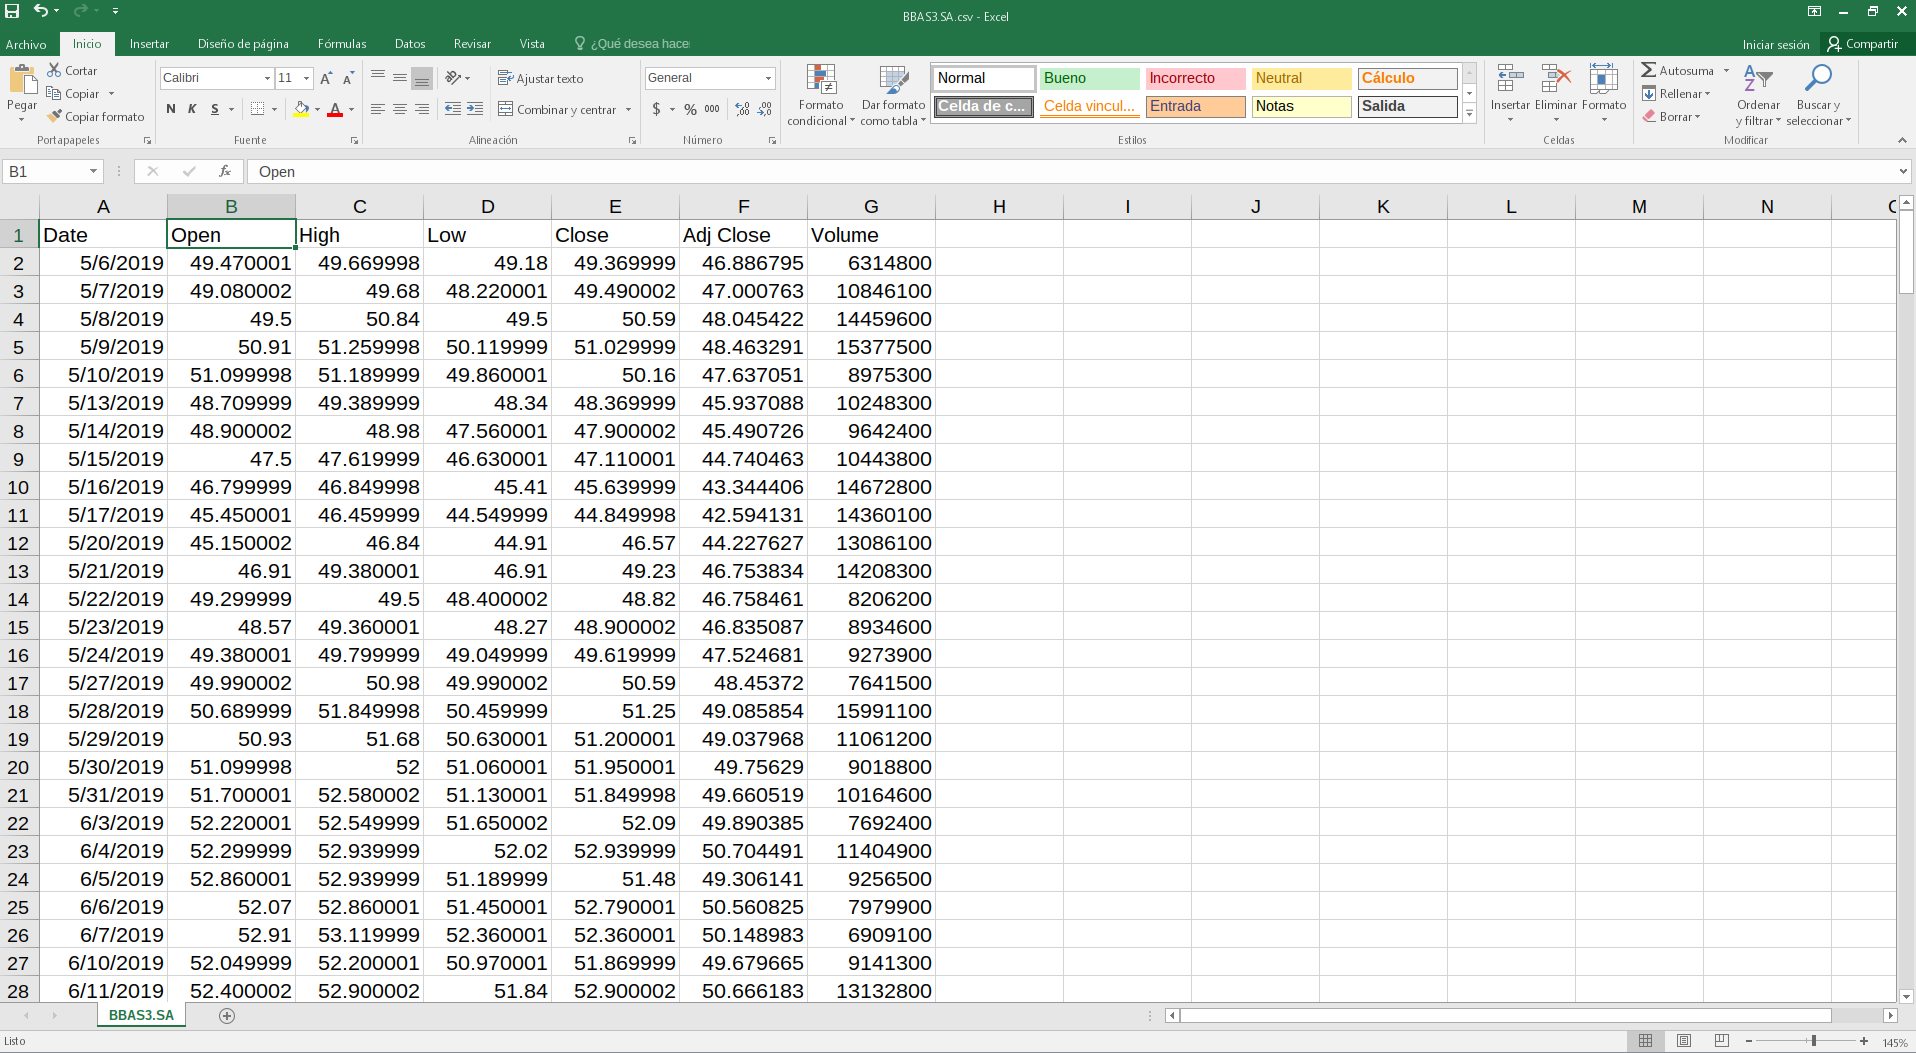 BBAS3.SA.csv - Excel
Archivo Inicio Insertar Diseño de página Fórmulas Datos Revisar Vista ¿Qué desea hacer Iniciar sesión Compartir
Pegar
Cortar
Copiar
Copiar formato
Portapapeles
Calibri 11
N K S
Fuente
Ajustar texto
Combinar y centrar
Alineación
General
$ % 000
Número
Formato condicional
Dar formato como tabla
Normal Bueno Incorrecto Neutral Cálculo
Celda de c... Celda vincul... Entrada Notas Salida
Estilos
Insertar Eliminar Formato
Celdas
Autosuma
Rellenar
Borrar
Ordenar y filtrar
Buscar y seleccionar
Modificar
B1 fx Open
A B C D E F G H I J K L M N
1 Date Open High Low Close Adj Close Volume
2 5/6/2019 49.470001 49.669998 49.18 49.369999 46.886795 6314800
3 5/7/2019 49.080002 49.68 48.220001 49.490002 47.000763 10846100
4 5/8/2019 49.5 50.84 49.5 50.59 48.045422 14459600
5 5/9/2019 50.91 51.259998 50.119999 51.029999 48.463291 15377500
6 5/10/2019 51.099998 51.189999 49.860001 50.16 47.637051 8975300
7 5/13/2019 48.709999 49.389999 48.34 48.369999 45.937088 10248300
8 5/14/2019 48.900002 48.98 47.560001 47.900002 45.490726 9642400
9 5/15/2019 47.5 47.619999 46.630001 47.110001 44.740463 10443800
10 5/16/2019 46.799999 46.849998 45.41 45.639999 43.344406 14672800
11 5/17/2019 45.450001 46.459999 44.549999 44.849998 42.594131 14360100
12 5/20/2019 45.150002 46.84 44.91 46.57 44.227627 13086100
13 5/21/2019 46.91 49.380001 46.91 49.23 46.753834 14208300
14 5/22/2019 49.299999 49.5 48.400002 48.82 46.758461 8206200
15 5/23/2019 48.57 49.360001 48.27 48.900002 46.835087 8934600
16 5/24/2019 49.380001 49.799999 49.049999 49.619999 47.524681 9273900
17 5/27/2019 49.990002 50.98 49.990002 50.59 48.45372 7641500
18 5/28/2019 50.689999 51.849998 50.459999 51.25 49.085854 15991100
19 5/29/2019 50.93 51.68 50.630001 51.200001 49.037968 11061200
20 5/30/2019 51.099998 52 51.060001 51.950001 49.75629 9018800
21 5/31/2019 51.700001 52.580002 51.130001 51.849998 49.660519 10164600
22 6/3/2019 52.220001 52.549999 51.650002 52.09 49.890385 7692400
23 6/4/2019 52.299999 52.939999 52.02 52.939999 50.704491 11404900
24 6/5/2019 52.860001 52.939999 51.189999 51.48 49.306141 9256500
25 6/6/2019 52.07 52.860001 51.450001 52.790001 50.560825 7979900
26 6/7/2019 52.91 53.119999 52.360001 52.360001 50.148983 6909100
27 6/10/2019 52.049999 52.200001 50.970001 51.869999 49.679665 9141300
28 6/11/2019 52.400002 52.900002 51.84 52.900002 50.666183 13132800
BBAS3.SA
Listo 145%